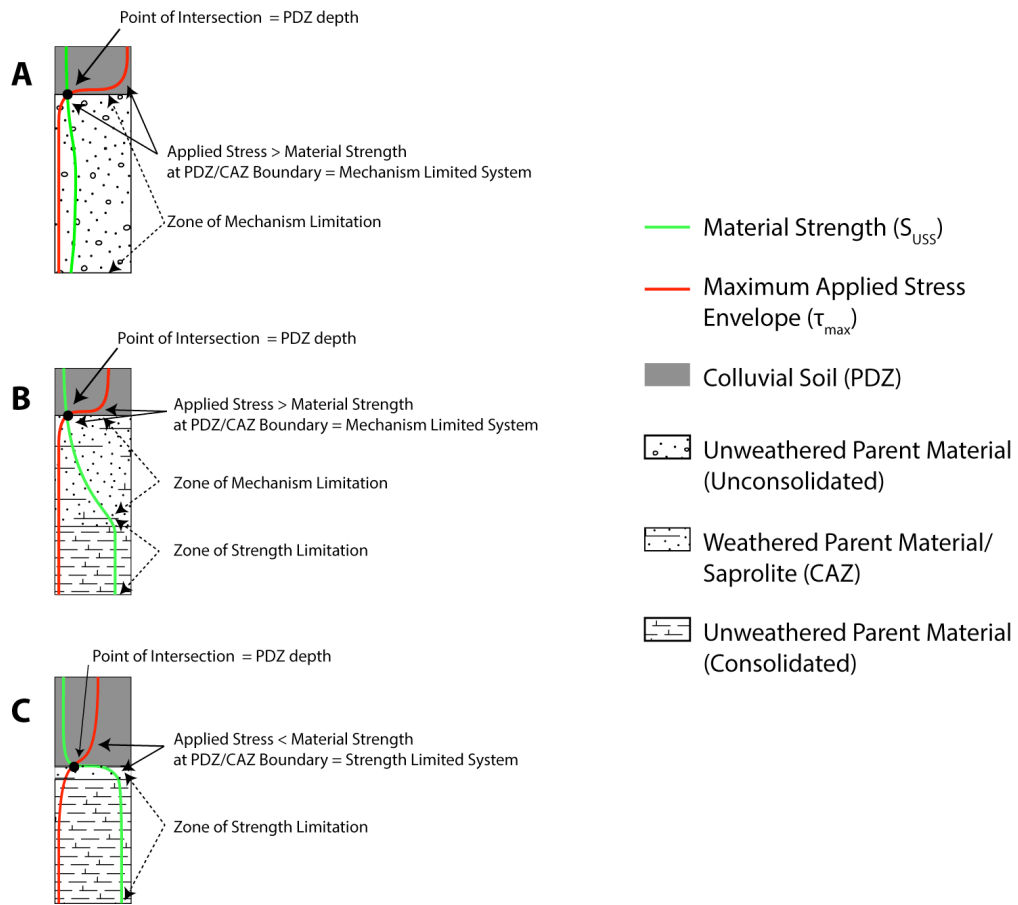 Point of Intersection = PDZ depth
A
Applied Stress > Material Strength
at PDZ/CAZ Boundary = Mechanism Limited System
Zone of Mechanism Limitation
Point of Intersection = PDZ depth
B
Applied Stress > Material Strength
at PDZ/CAZ Boundary = Mechanism Limited System
Zone of Mechanism Limitation
Zone of Strength Limitation
Point of Intersection = PDZ depth
C
Applied Stress < Material Strength
at PDZ/CAZ Boundary = Strength Limited System
Zone of Strength Limitation
Material Strength (S_USS)
Maximum Applied Stress
Envelope (τ_max)
Colluvial Soil (PDZ)
Unweathered Parent Material
(Unconsolidated)
Weathered Parent Material/
Saprolite (CAZ)
Unweathered Parent Material
(Consolidated)